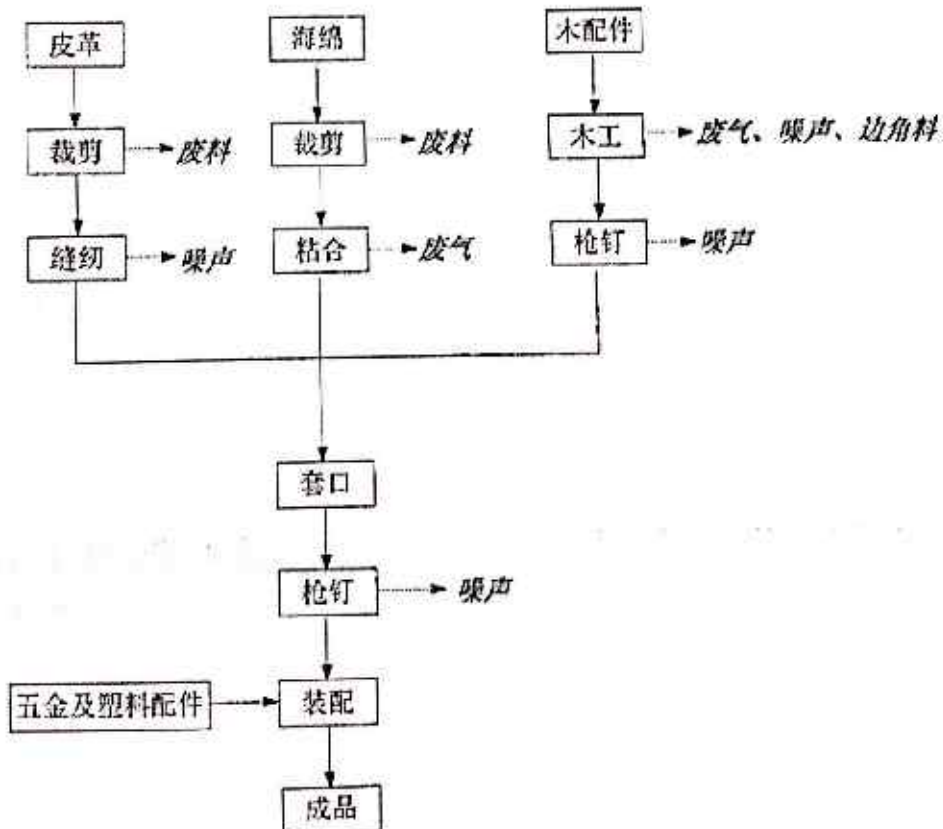 皮革
海绵
木配件
裁剪
废料
裁剪
废料
木工
废气、噪声、边角料
缝纫
噪声
粘合
废气
枪钉
噪声
套口
枪钉
噪声
五金及塑料配件
装配
成品